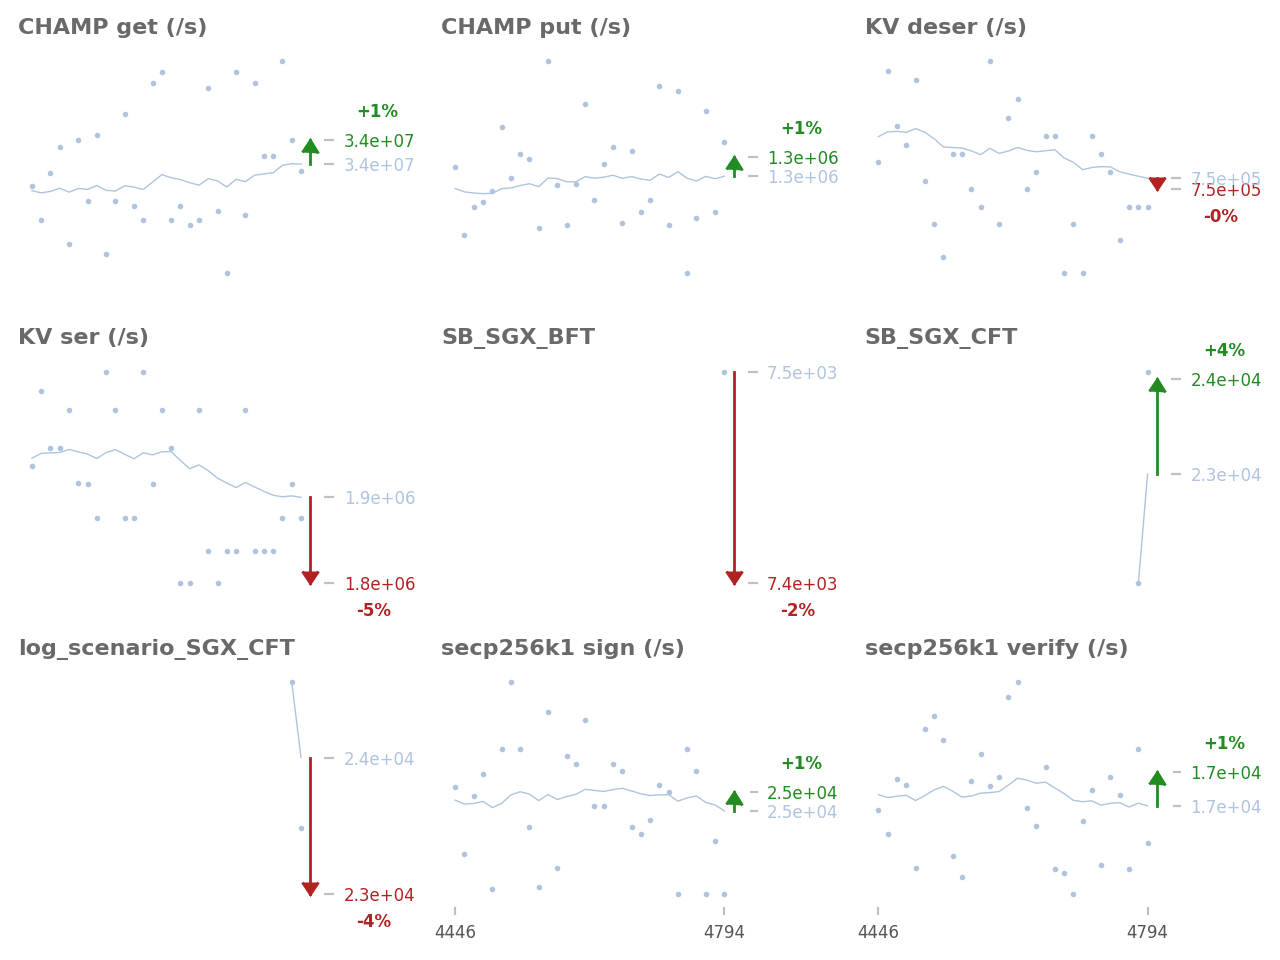 CHAMP get (/s)
+1%
3.4e+07
3.4e+07
CHAMP put (/s)
+1%
1.3e+06
1.3e+06
KV deser (/s)
7.5e+05
7.5e+05
-0%
KV ser (/s)
1.9e+06
1.8e+06
-5%
SB_SGX_BFT
7.5e+03
7.4e+03
-2%
SB_SGX_CFT
+4%
2.4e+04
2.3e+04
log_scenario_SGX_CFT
2.4e+04
2.3e+04
-4%
secp256k1 sign (/s)
+1%
2.5e+04
2.5e+04
4446
4794
secp256k1 verify (/s)
+1%
1.7e+04
1.7e+04
4446
4794